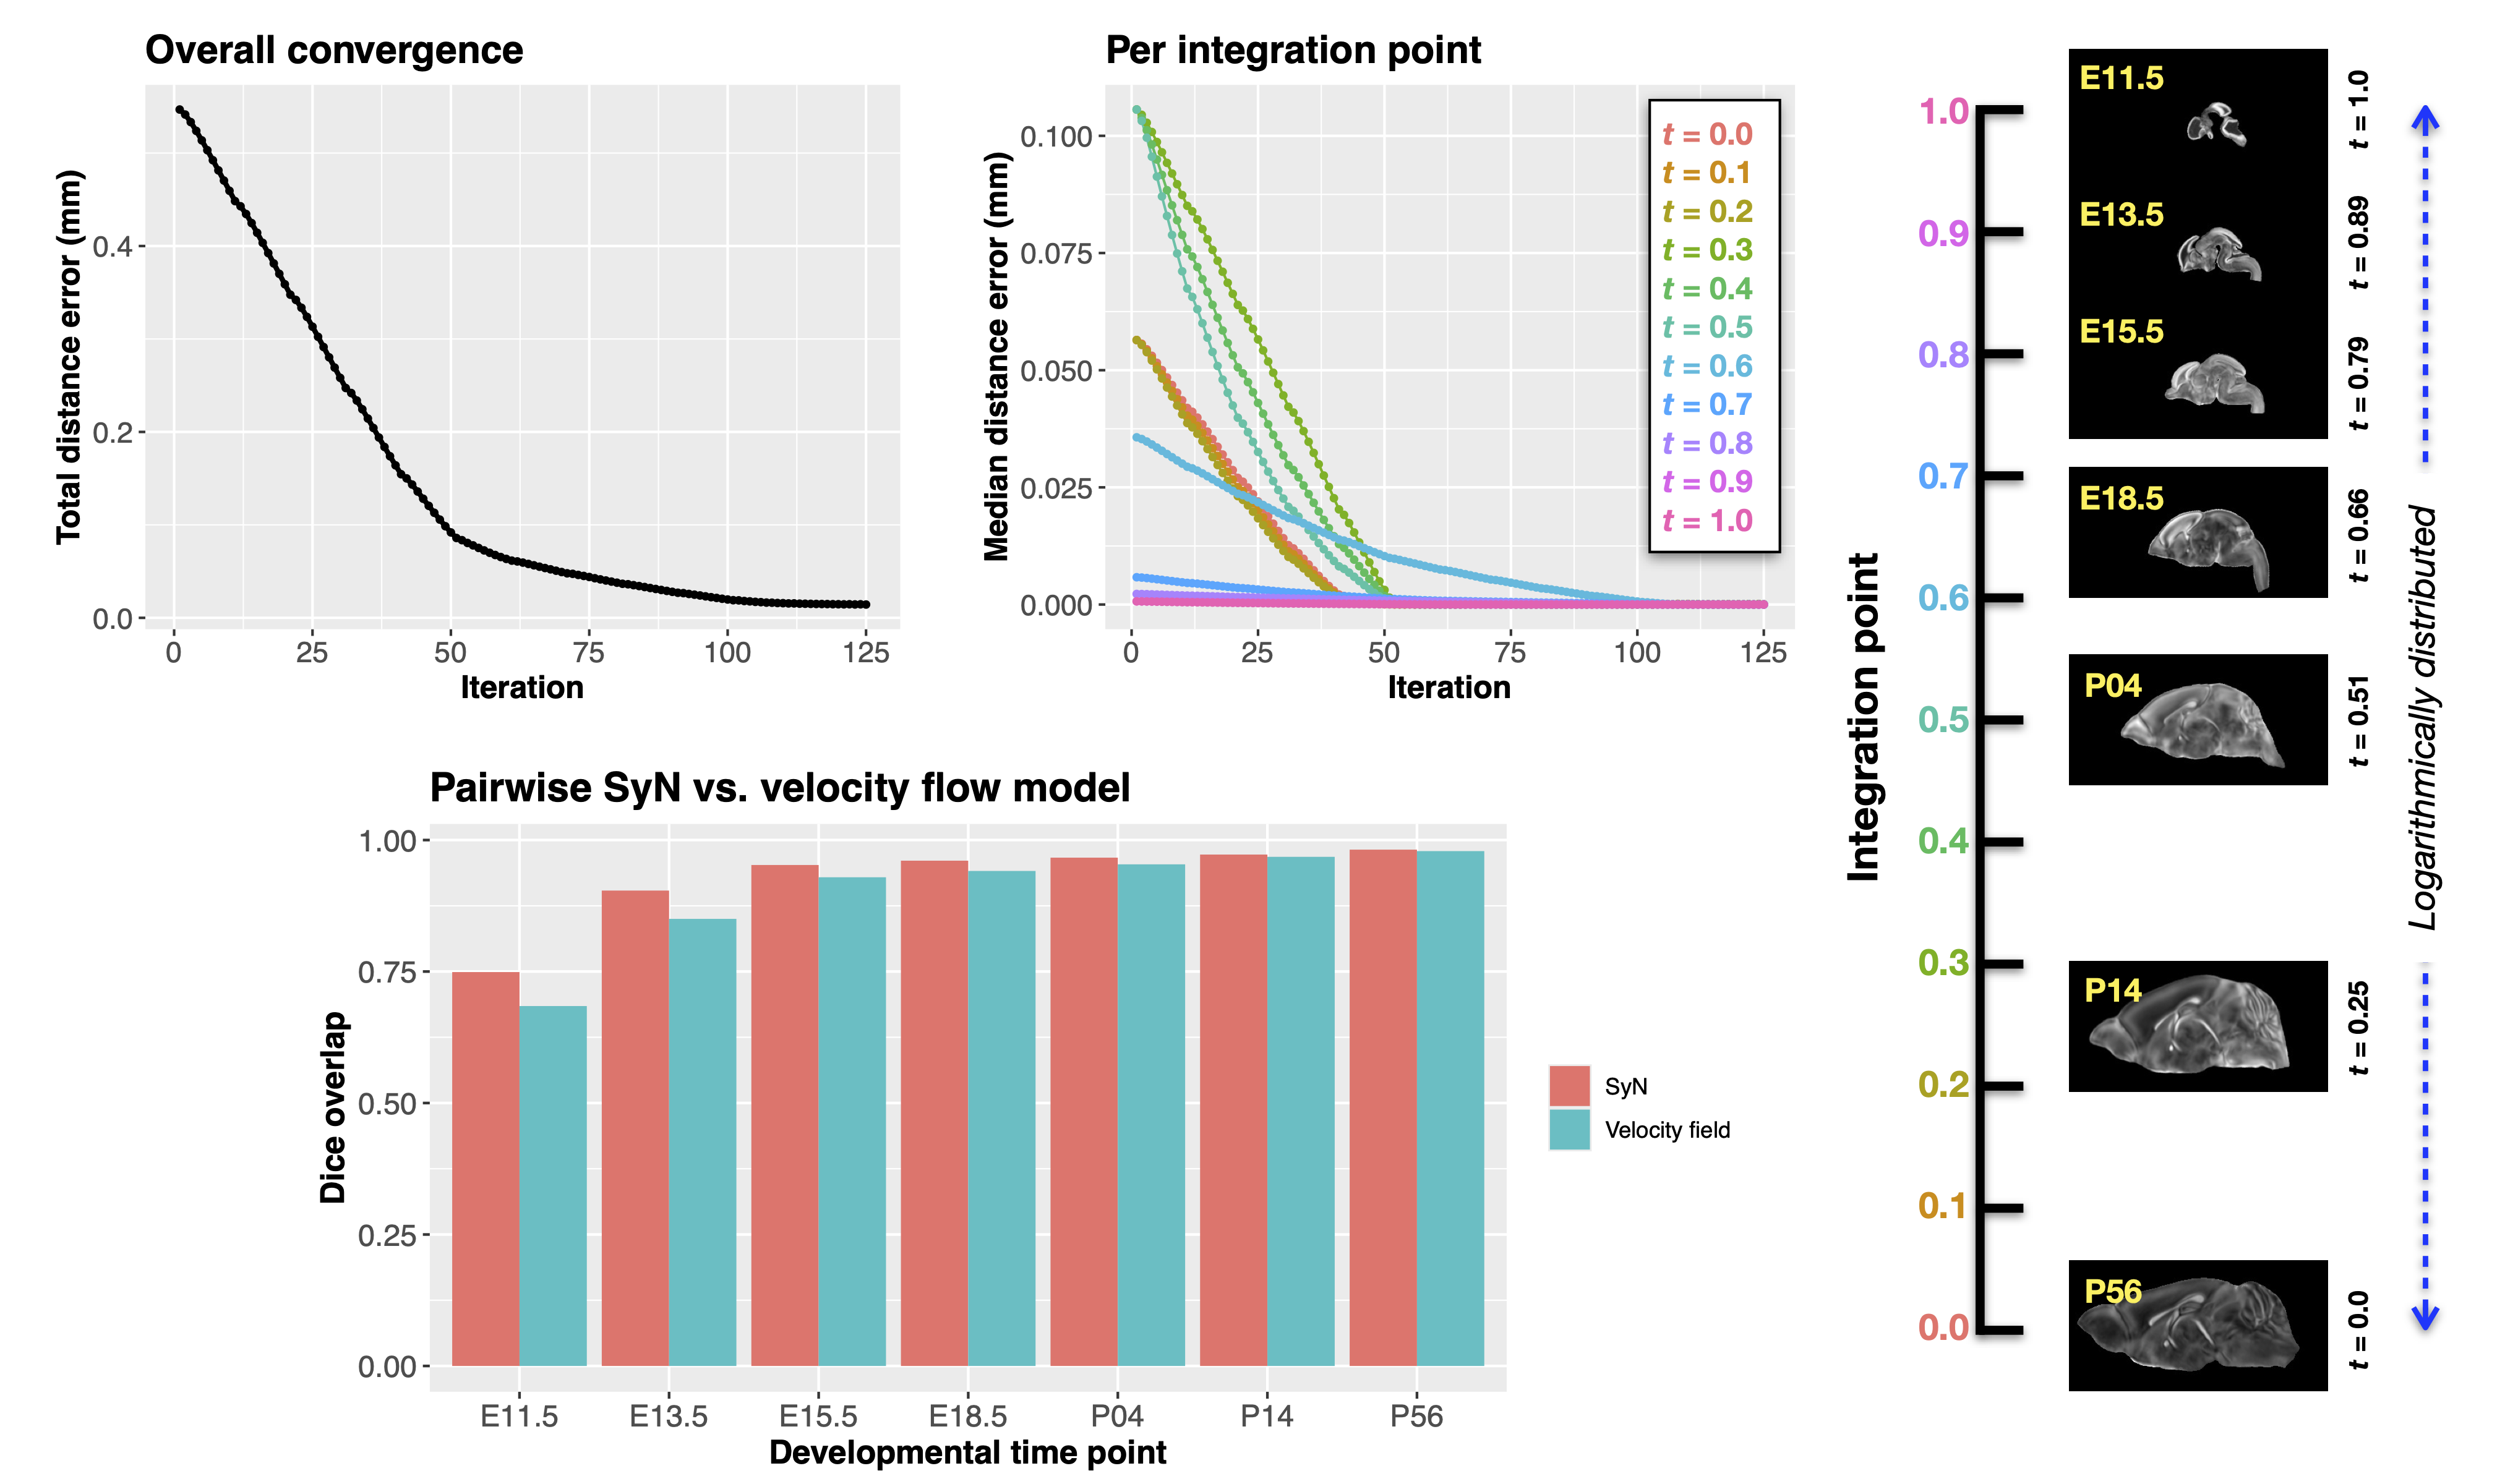 Overall convergence
Total distance error (mm)
0.4
0.2
0.0
0 25 50 75 100 125
Iteration
Per integration point
Median distance error (mm)
0.100
0.075
0.050
0.025
0.000
0 25 50 75 100 125
Iteration
t = 0.0
t = 0.1
t = 0.2
t = 0.3
t = 0.4
t = 0.5
t = 0.6
t = 0.7
t = 0.8
t = 0.9
t = 1.0
Pairwise SyN vs. velocity flow model
Dice overlap
1.00
0.75
0.50
0.25
0.00
E11.5 E13.5 E15.5 E18.5 P04 P14 P56
Developmental time point
SyN
Velocity field
Integration point
1.0
0.9
0.8
0.7
0.6
0.5
0.4
0.3
0.2
0.1
0.0
E11.5
t = 1.0
E13.5
t = 0.89
E15.5
t = 0.79
E18.5
t = 0.66
P04
t = 0.51
P14
t = 0.25
P56
t = 0.0
Logarithmically distributed